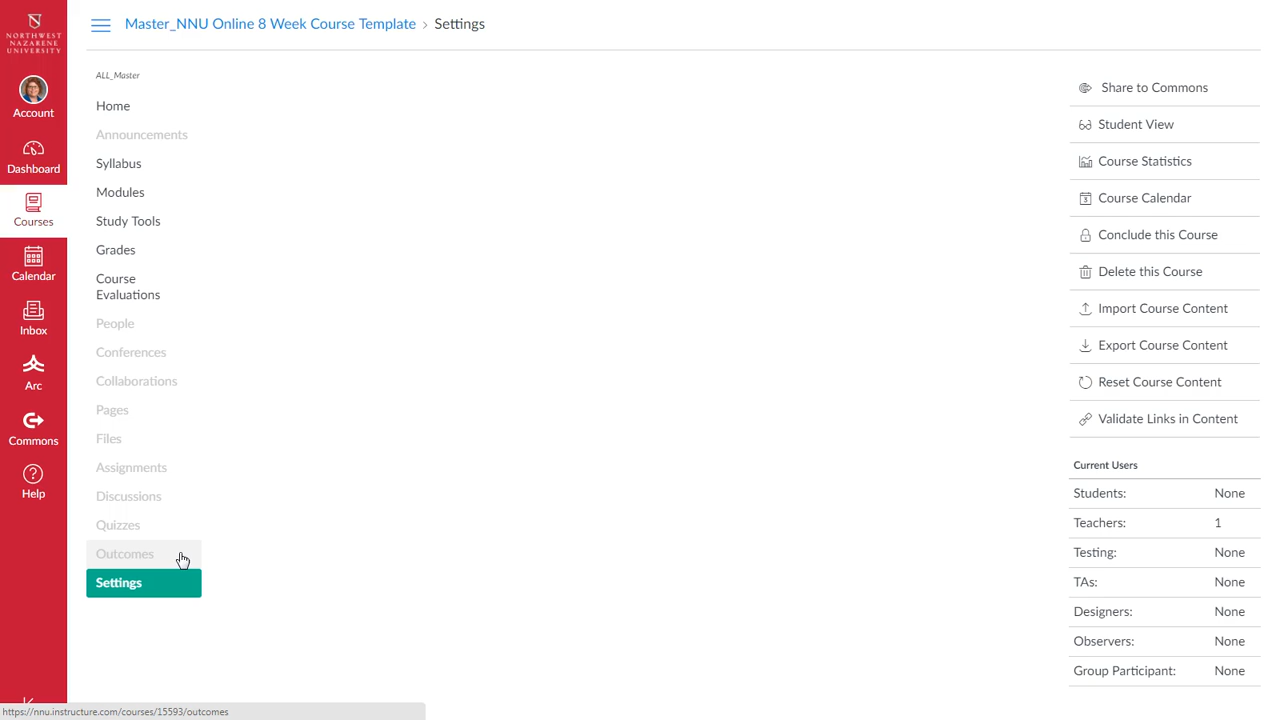 NORTHWEST
NAZARENE
UNIVERSITY
Account
Dashboard
Courses
Calendar
Inbox
Arc
Commons
Help
Master_NNU Online 8 Week Course Template › Settings
ALL_Master
Home
Announcements
Syllabus
Modules
Study Tools
Grades
Course
Evaluations
People
Conferences
Collaborations
Pages
Files
Assignments
Discussions
Quizzes
Outcomes
Settings
Share to Commons
Student View
Course Statistics
Course Calendar
Conclude this Course
Delete this Course
Import Course Content
Export Course Content
Reset Course Content
Validate Links in Content
Current Users
Students: None
Teachers: 1
Testing: None
TAs: None
Designers: None
Observers: None
Group Participant: None
https://nnu.instructure.com/courses/15593/outcomes